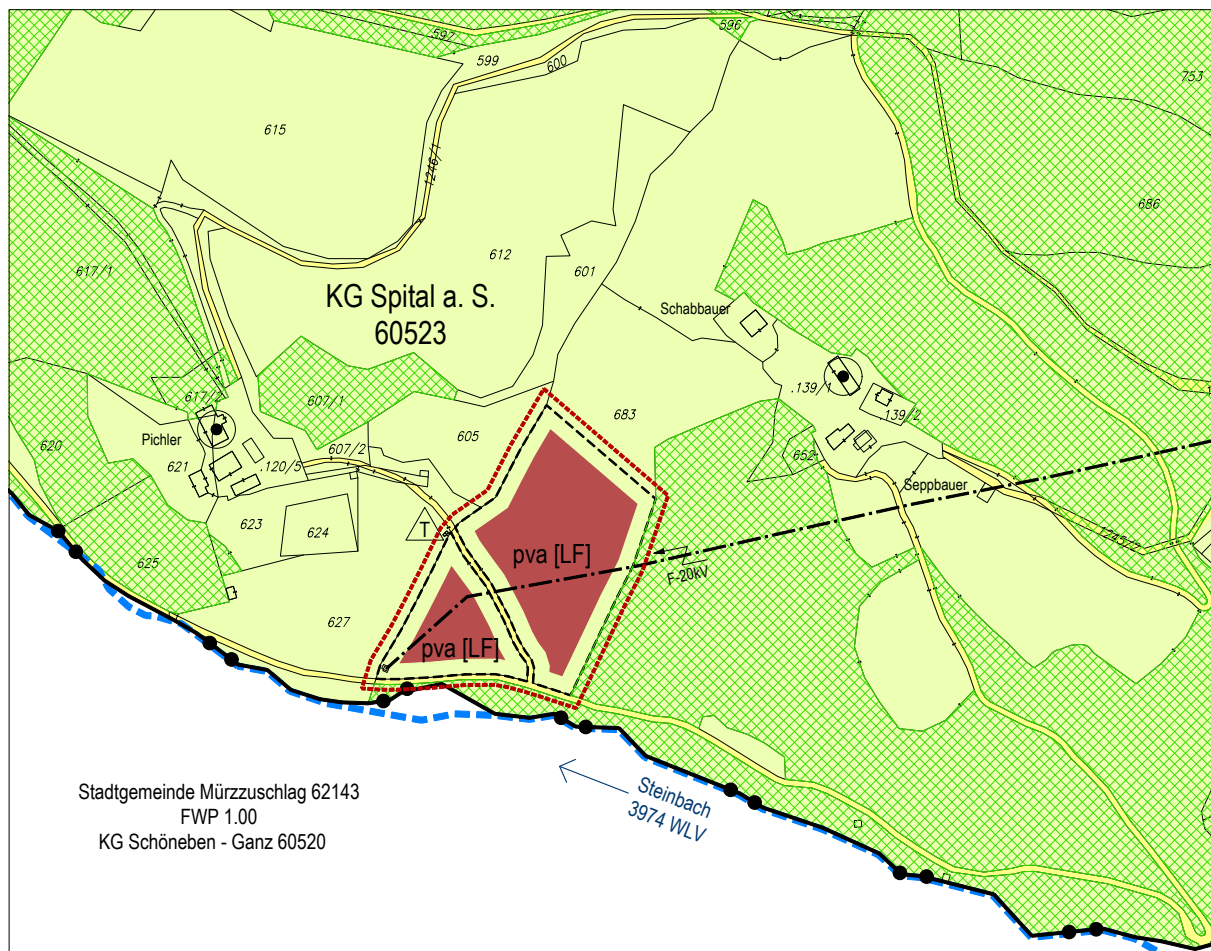 597
599
600
596
753
615
1246/1
686
617/1
612
601
KG Spital a. S.
60523
Schabbauer
.139/1
139/2
617/2
607/1
683
605
620
Pichler
621
.120/5
607/2
652
Seppbauer
623
624
T
pva [LF]
F-20kV
1245/2
625
627
pva [LF]
Steinbach
3974 WLV
Stadtgemeinde Mürzzuschlag 62143
FWP 1.00
KG Schöneben - Ganz 60520